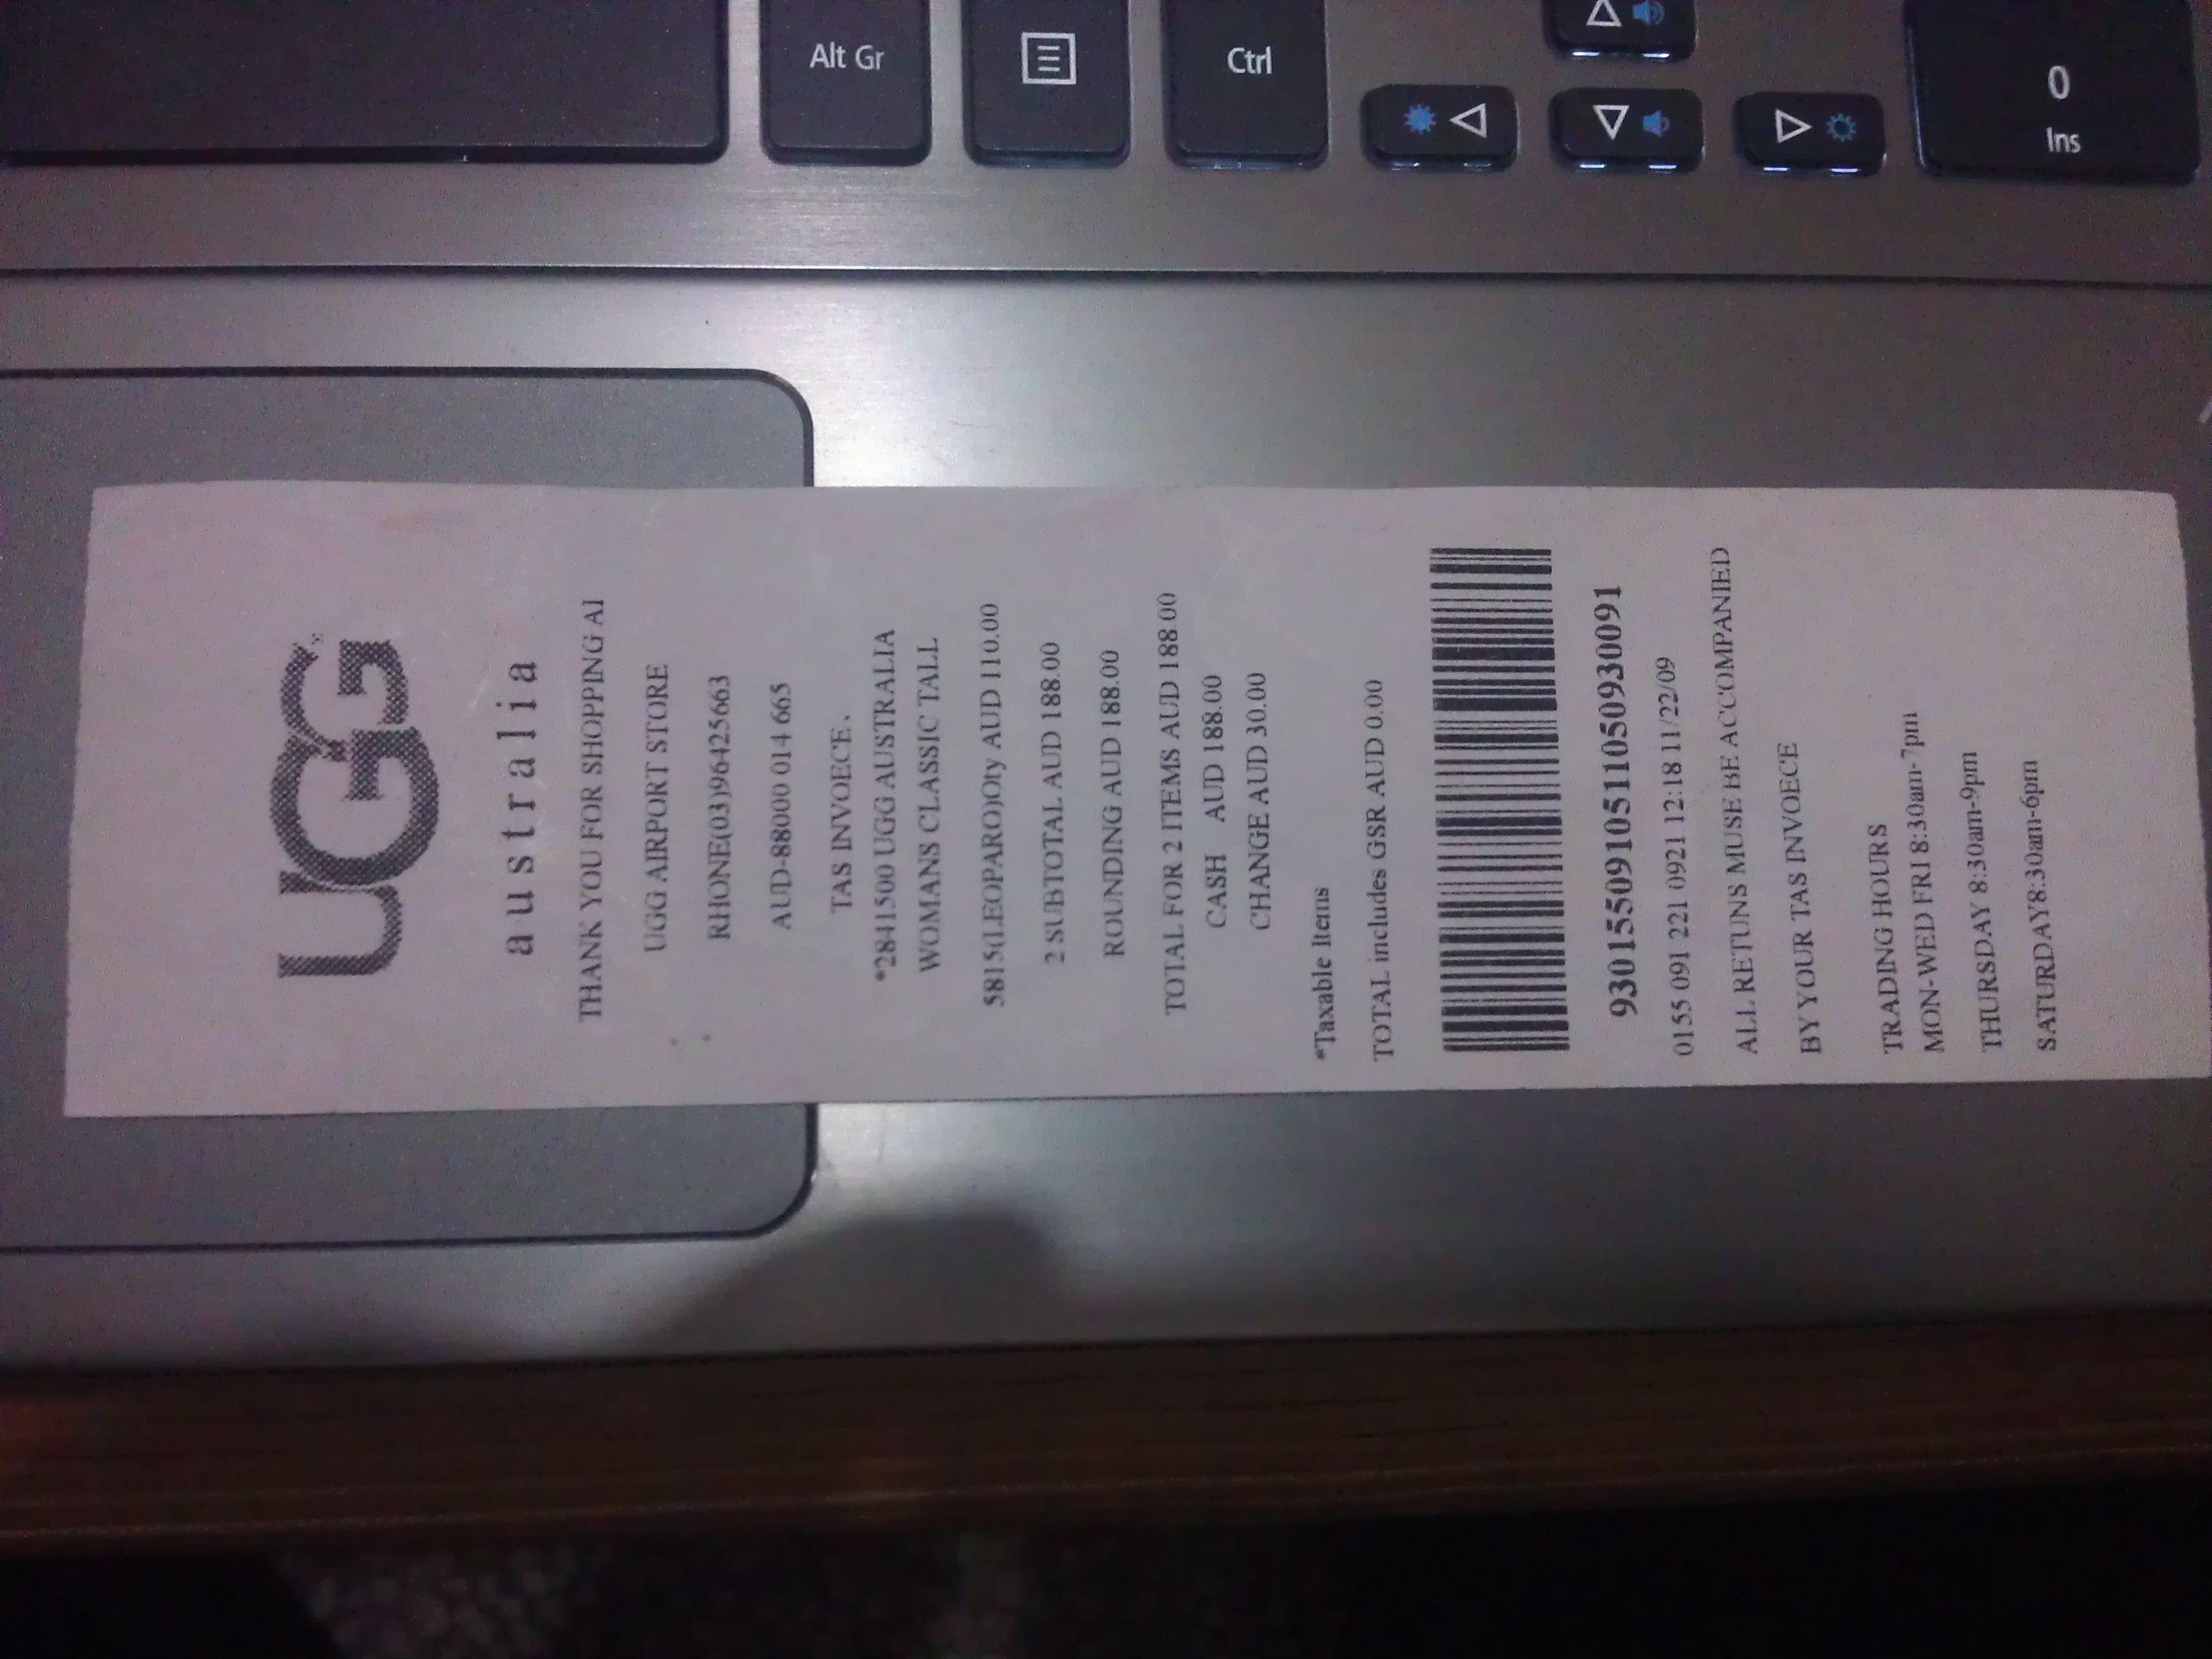 Alt Gr
Ctrl
0
Ins
UGG
australia
THANK YOU FOR SHOPPING AI
UGG AIRPORT STORE
RHONE(03)96425663
AUD-88000 014 665
TAS INVOECE.
*2841500 UGG AUSTRALIA
WOMANS CLASSIC TALL
5815(LEOPARO)Oty AUD 110.00
2 SUBTOTAL AUD 188.00
ROUNDING AUD 188.00
TOTAL FOR 2 ITEMS AUD 188.00
CASH AUD 188.00
CHANGE AUD 30.00
*Taxable Items
TOTAL includes GSR AUD 0.00
9301550910511050930091
0155 091 221 0921 12:18 11/22/09
ALL RETUNS MUSE BE ACCOMPANIED
BY YOUR TAS INVOECE
TRADING HOURS
MON-WED FRI 8:30am-7pm
THURSDAY 8:30am-9pm
SATURDAY8:30am-6pm